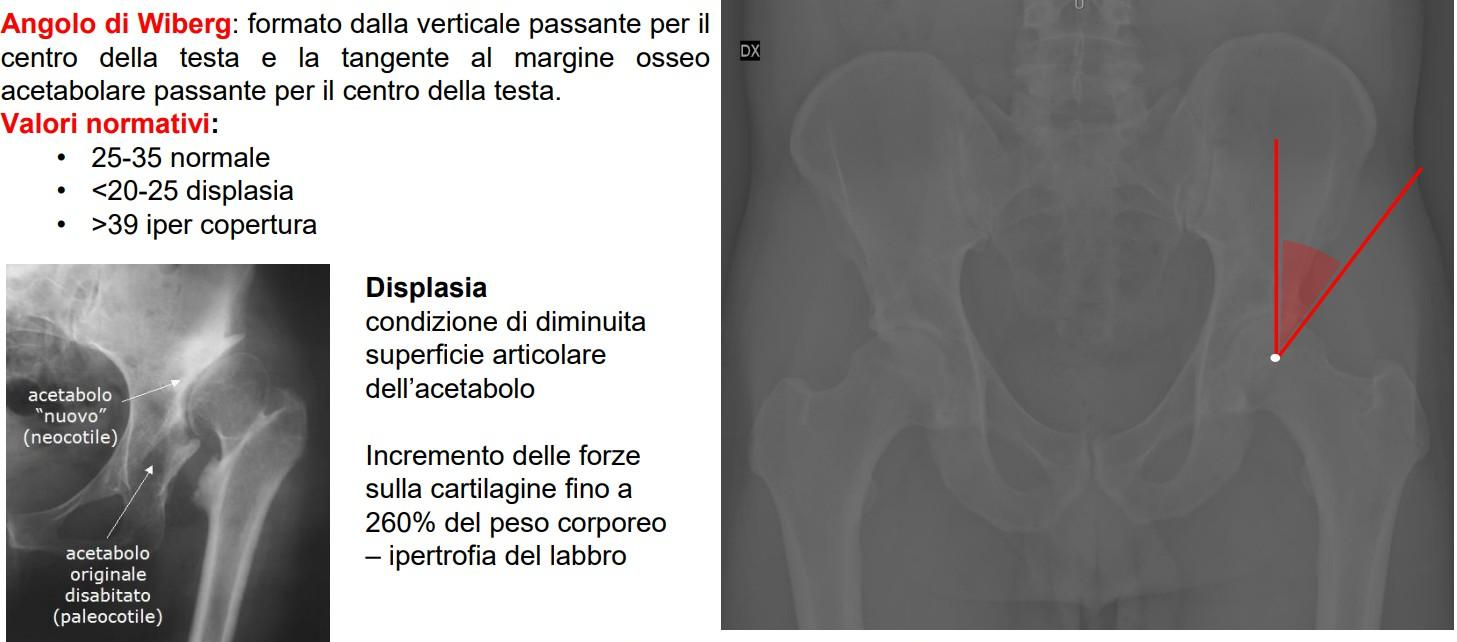 Angolo di Wiberg: formato dalla verticale passante per il
centro della testa e la tangente al margine osseo
acetabolare passante per il centro della testa.
Valori normativi:
• 25-35 normale
• <20-25 displasia
• >39 iper copertura
acetabolo
“nuovo”
(neocotile)
acetabolo
originale
disabitato
(paleocotile)
Displasia
condizione di diminuita
superficie articolare
dell’acetabolo
Incremento delle forze
sulla cartilagine fino a
260% del peso corporeo
– ipertrofia del labbro
DX